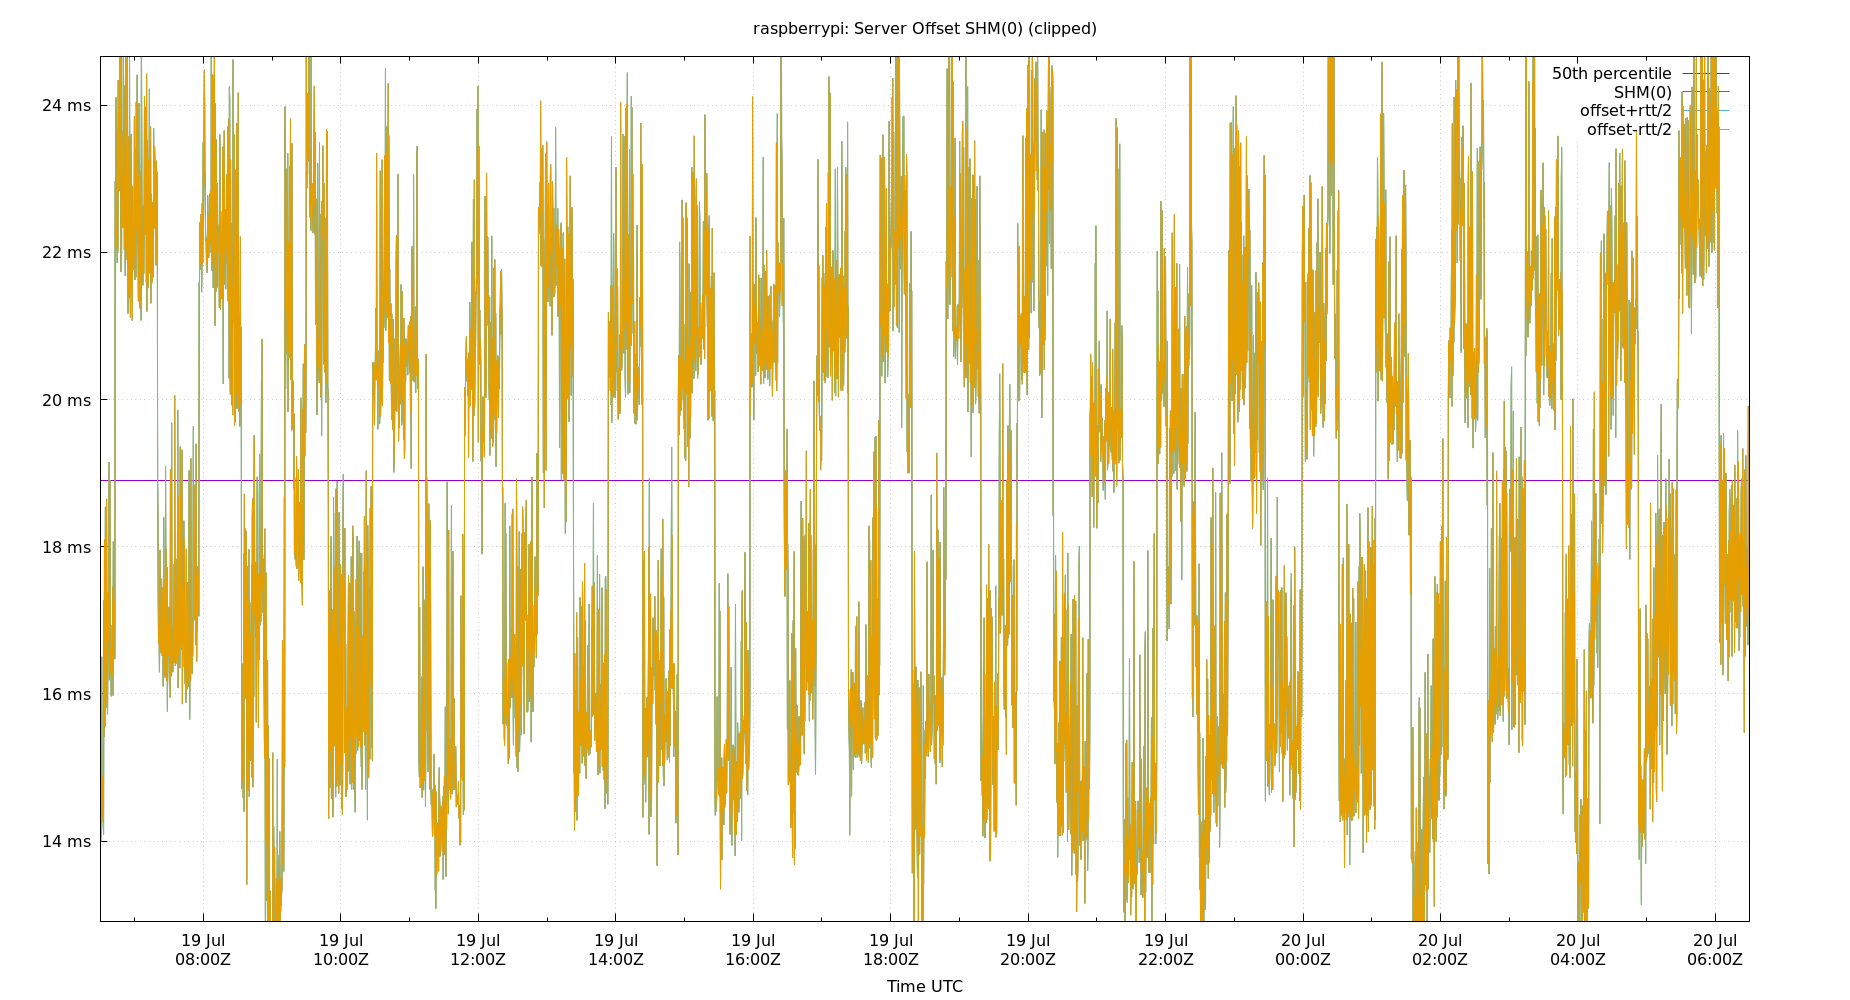 raspberrypi: Server Offset SHM(0) (clipped)
50th percentile
SHM(0)
offset+rtt/2
offset-rtt/2
24 ms
22 ms
20 ms
18 ms
16 ms
14 ms
19 Jul 19 Jul 19 Jul 19 Jul 19 Jul 19 Jul 19 Jul 19 Jul 20 Jul 20 Jul 20 Jul 20 Jul
08:00Z 10:00Z 12:00Z 14:00Z 16:00Z 18:00Z 20:00Z 22:00Z 00:00Z 02:00Z 04:00Z 06:00Z
Time UTC